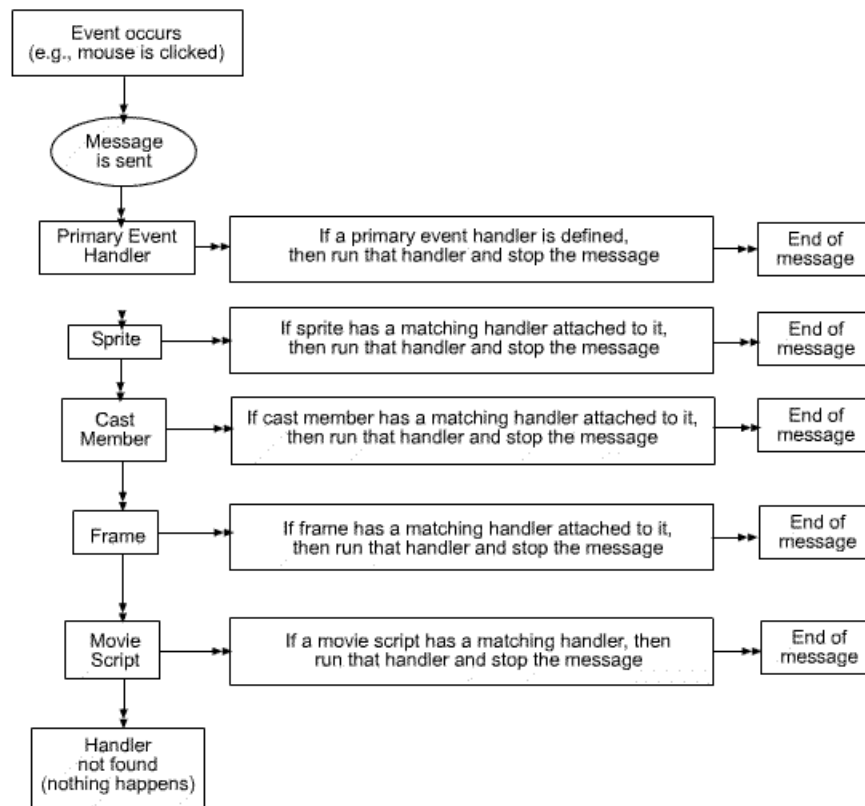 Event occurs
(e.g., mouse is clicked)
Message
is sent
Primary Event
Handler
If a primary event handler is defined,
then run that handler and stop the message
End of
message
Sprite
If sprite has a matching handler attached to it,
then run that handler and stop the message
End of
message
Cast
Member
If cast member has a matching handler attached to it,
then run that handler and stop the message
End of
message
Frame
If frame has a matching handler attached to it,
then run that handler and stop the message
End of
message
Movie
Script
If a movie script has a matching handler, then
run that handler and stop the message
End of
message
Handler
not found
(nothing happens)